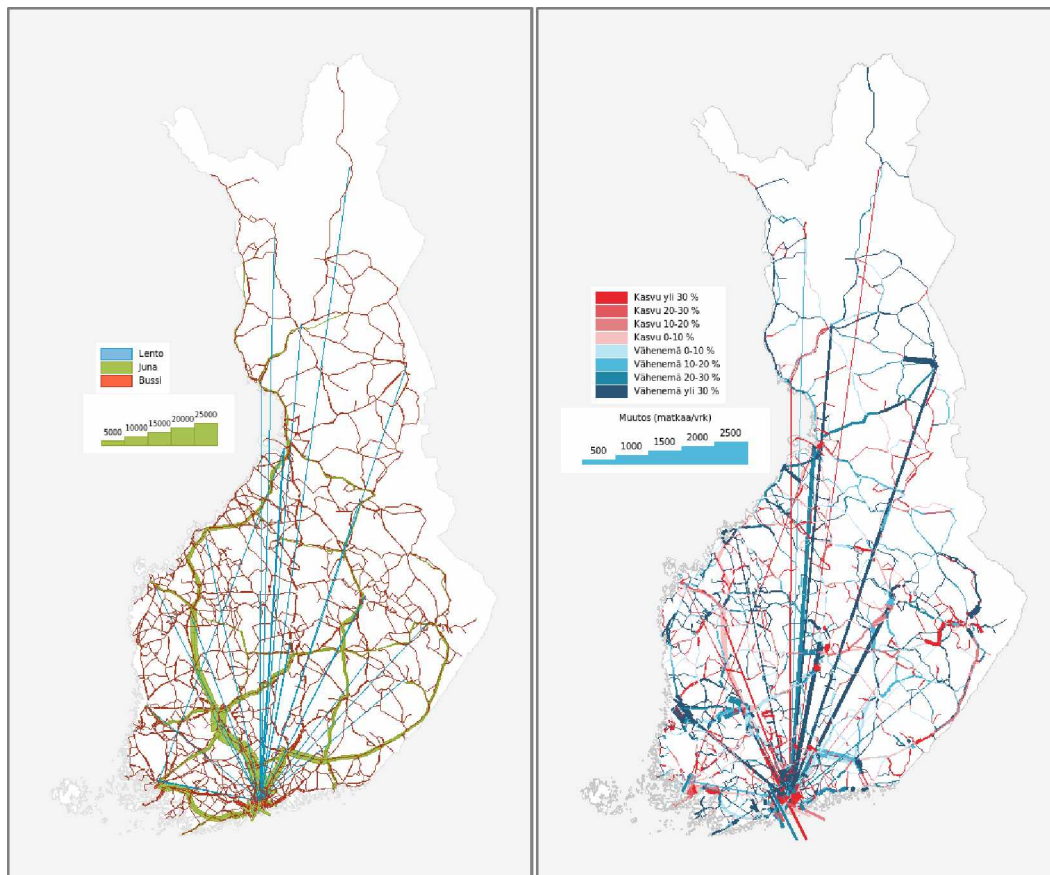 Lento
Juna
Bussi
5000 10000 15000 20000 25000
Kasvu yli 30 %
Kasvu 20-30 %
Kasvu 10-20 %
Kasvu 0-10 %
Vähenemä 0-10 %
Vähenemä 10-20 %
Vähenemä 20-30 %
Vähenemä yli 30 %
Muutos (matkaa/vrk)
500 1000 1500 2000 2500